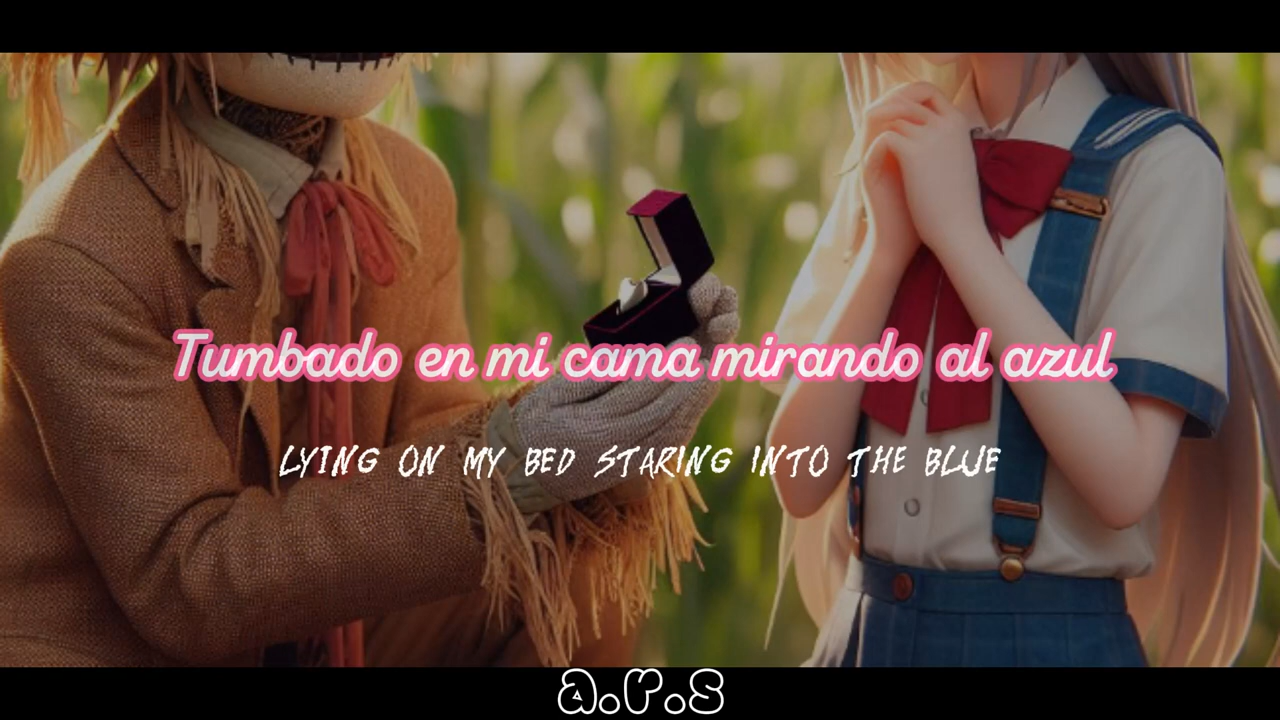 Tumbado en mi cama mirando al azul
LYING ON MY BED STARING INTO THE BLUE
a.r.s